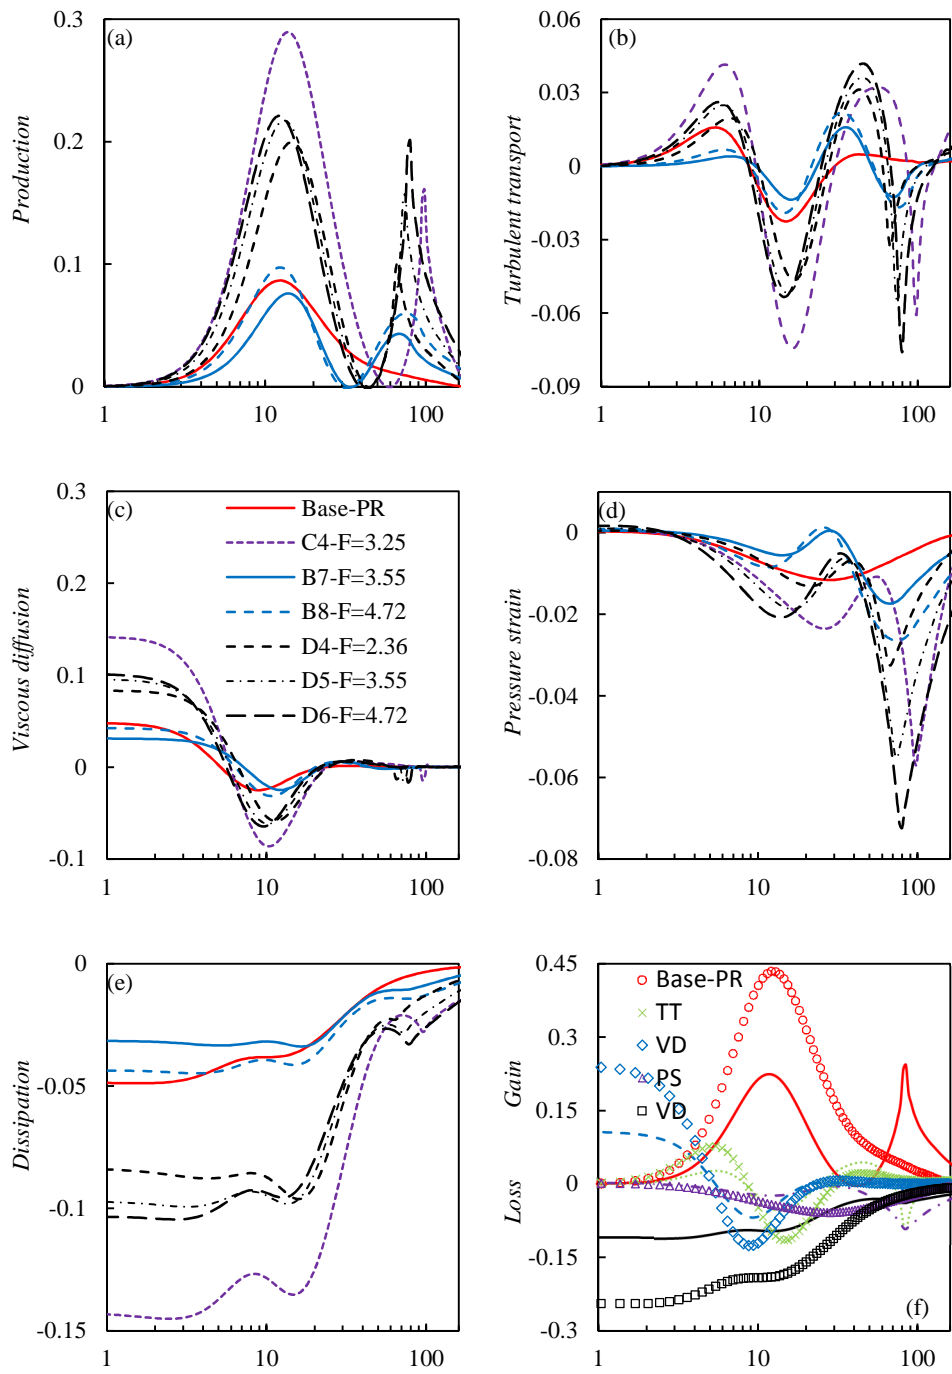 (a)
0.3
0.2
0.1
0
Production
1
10
100
(b)
0.06
0.03
0
-0.03
-0.06
-0.09
Turbulent transport
1
10
100
(c)
0.3
0.2
0.1
0
-0.1
Viscous diffusion
Base-PR
C4-F=3.25
B7-F=3.55
B8-F=4.72
D4-F=2.36
D5-F=3.55
D6-F=4.72
1
10
100
(d)
0
-0.02
-0.04
-0.06
-0.08
Pressure strain
1
10
100
(e)
0
-0.05
-0.1
-0.15
Dissipation
1
10
100
0.45
0.3
0.15
0
-0.15
-0.3
Loss Gain
Base-PR
TT
VD
PS
VD
(f)
1
10
100